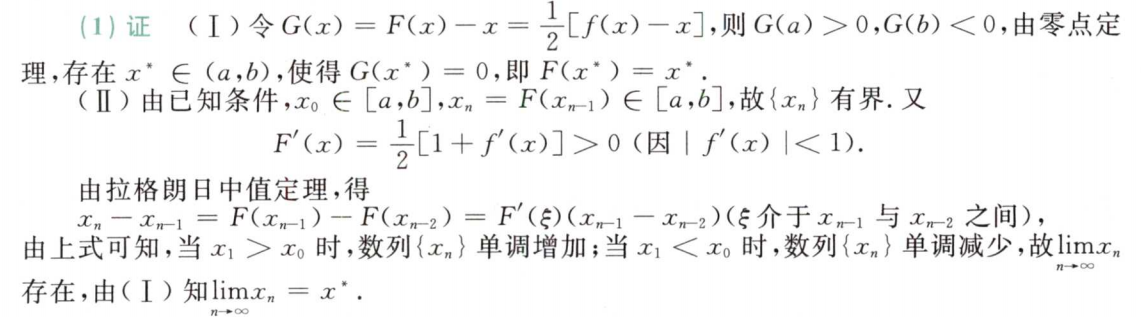 (1) 证 （Ⅰ）令 G(x) = F(x) − x = 1/2[f(x) − x],则 G(a) > 0,G(b) < 0,由零点定
理,存在 x* ∈ (a,b),使得 G(x*) = 0,即 F(x*) = x*.
（Ⅱ）由已知条件,x₀ ∈ [a,b],xₙ = F(xₙ₋₁) ∈ [a,b],故{xₙ} 有界. 又
F′(x) = 1/2[1 + f′(x)] > 0 (因 | f′(x) | < 1).
由拉格朗日中值定理,得
xₙ − xₙ₋₁ = F(xₙ₋₁) − F(xₙ₋₂) = F′(ξ)(xₙ₋₁ − xₙ₋₂)(ξ 介于 xₙ₋₁ 与 xₙ₋₂ 之间),
由上式可知,当 x₁ > x₀ 时,数列{xₙ} 单调增加;当 x₁ < x₀ 时,数列{xₙ} 单调减少,故 lim(n→∞) xₙ
存在,由(Ⅰ) 知 lim(n→∞) xₙ = x*.